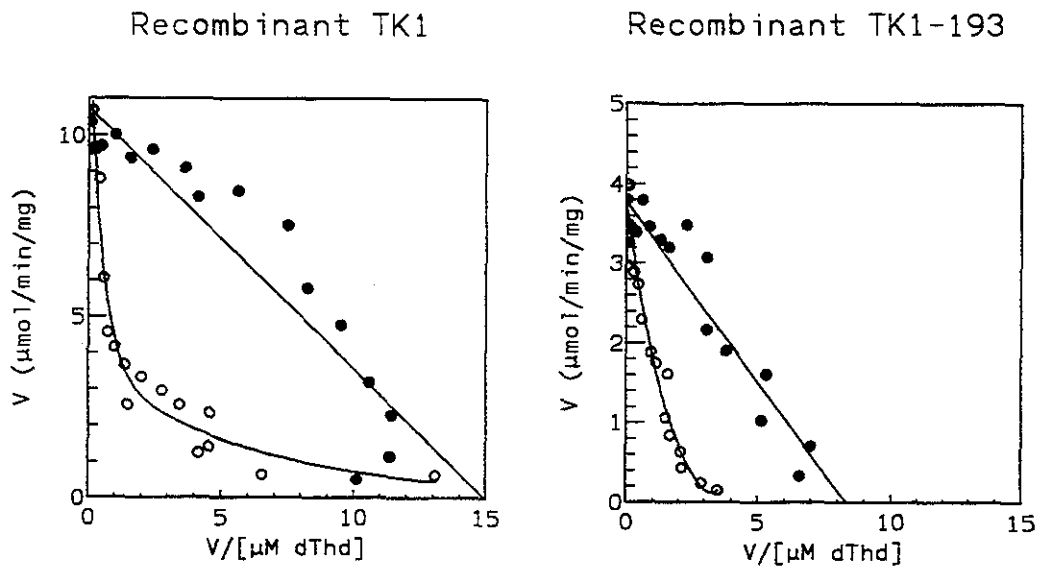 Recombinant TK1
Recombinant TK1-193
10
5
0
V (µmol/min/mg)
0
5
10
15
V/[µM dThd]
5
4
3
2
1
0
V (µmol/min/mg)
0
5
10
15
V/[µM dThd]